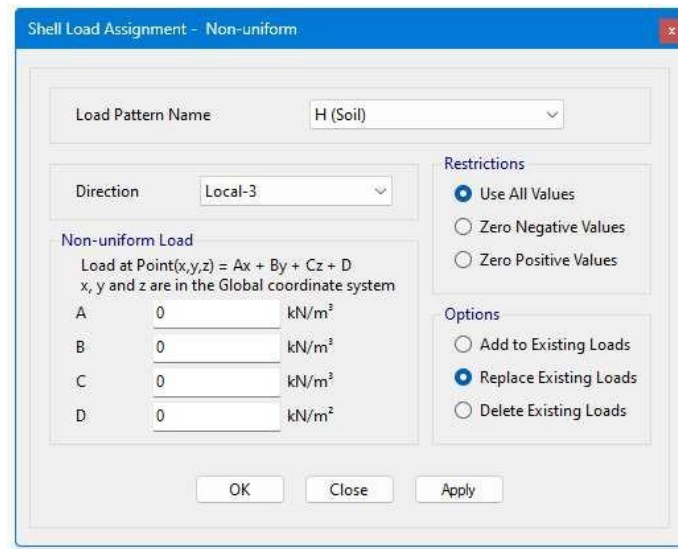 Shell Load Assignment - Non-uniform
x
Load Pattern Name
H (Soil)
Direction
Local-3
Non-uniform Load
Load at Point(x,y,z) = Ax + By + Cz + D
x, y and z are in the Global coordinate system
A 0 kN/m³
B 0 kN/m³
C 0 kN/m³
D 0 kN/m²
Restrictions
Use All Values
Zero Negative Values
Zero Positive Values
Options
Add to Existing Loads
Replace Existing Loads
Delete Existing Loads
OK Close Apply